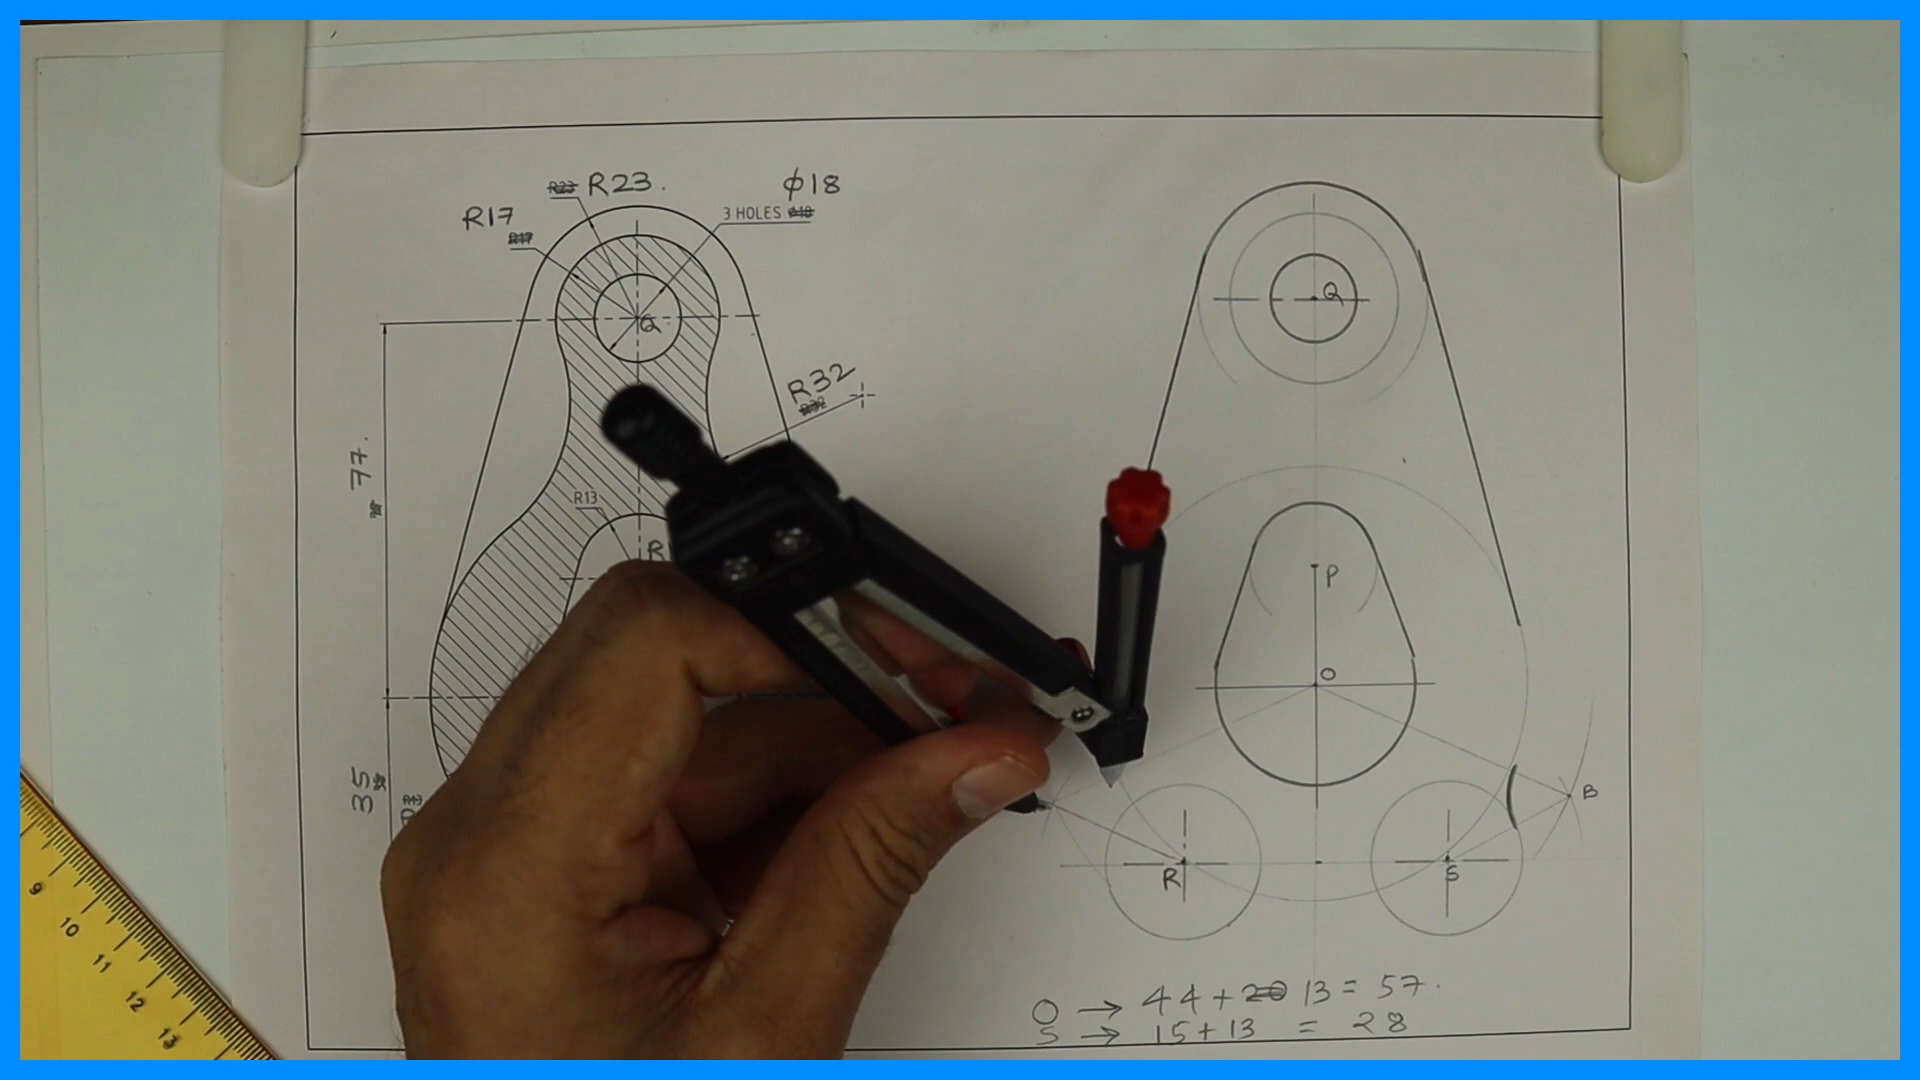 R23.
φ18
R17
3 HOLES
Q
R32
77.
R13
R
35
Q
P
O
B
R
S
O → 44+ 13 = 57.
S → 15+13 = 28
9
10
11
12
13